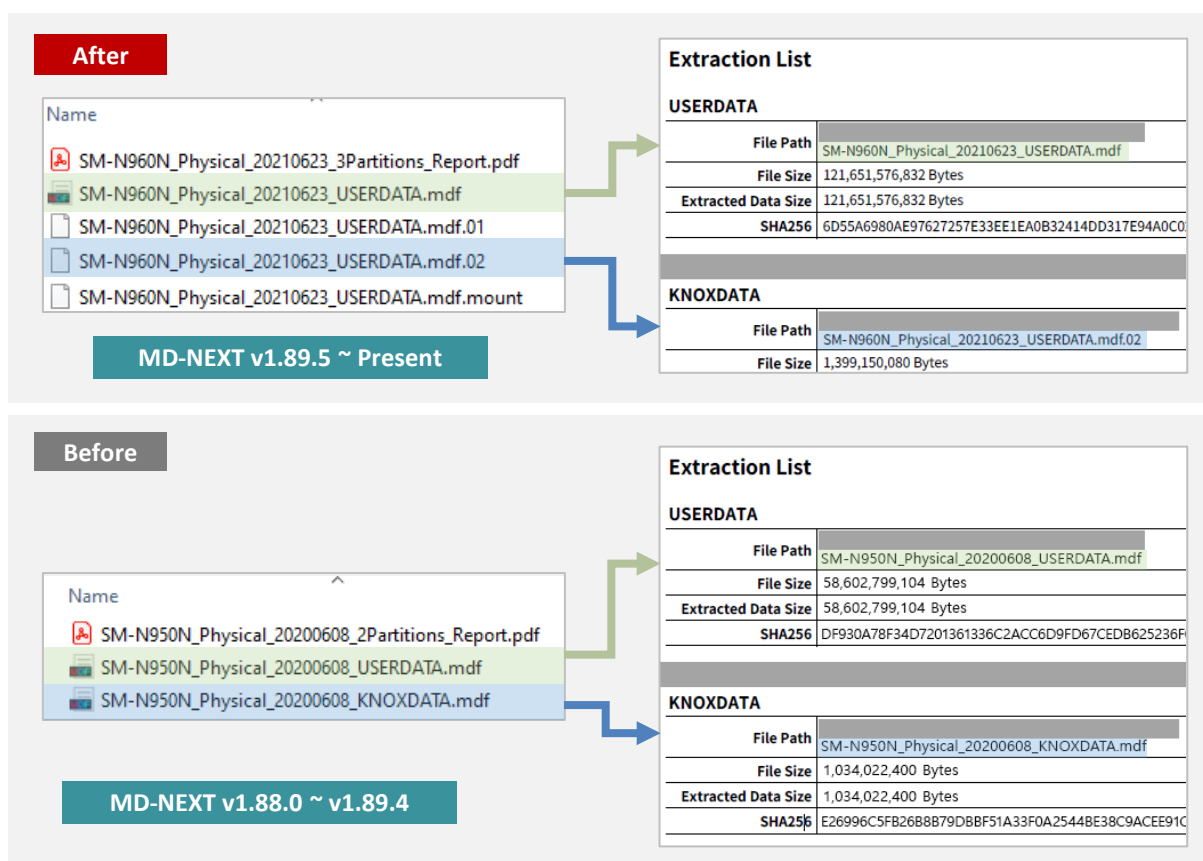 After
Name
SM-N960N_Physical_20210623_3Partitions_Report.pdf
SM-N960N_Physical_20210623_USERDATA.mdf
SM-N960N_Physical_20210623_USERDATA.mdf.01
SM-N960N_Physical_20210623_USERDATA.mdf.02
SM-N960N_Physical_20210623_USERDATA.mdf.mount
MD-NEXT v1.89.5 ~ Present
Extraction List
USERDATA
File Path SM-N960N_Physical_20210623_USERDATA.mdf
File Size 121,651,576,832 Bytes
Extracted Data Size 121,651,576,832 Bytes
SHA256 6D55A6980AE97627257E33EE1EA0B32414DD317E94A0C0
KNOXDATA
File Path SM-N960N_Physical_20210623_USERDATA.mdf.02
File Size 1,399,150,080 Bytes
Before
Name
SM-N950N_Physical_20200608_2Partitions_Report.pdf
SM-N950N_Physical_20200608_USERDATA.mdf
SM-N950N_Physical_20200608_KNOXDATA.mdf
MD-NEXT v1.88.0 ~ v1.89.4
Extraction List
USERDATA
File Path SM-N950N_Physical_20200608_USERDATA.mdf
File Size 58,602,799,104 Bytes
Extracted Data Size 58,602,799,104 Bytes
SHA256 DF930A78F34D7201361336C2ACC6D9FD67CEDB625236F
KNOXDATA
File Path SM-N950N_Physical_20200608_KNOXDATA.mdf
File Size 1,034,022,400 Bytes
Extracted Data Size 1,034,022,400 Bytes
SHA256 E26996C5FB26B8B79DBBF51A33F0A2544BE38C9ACEE91C